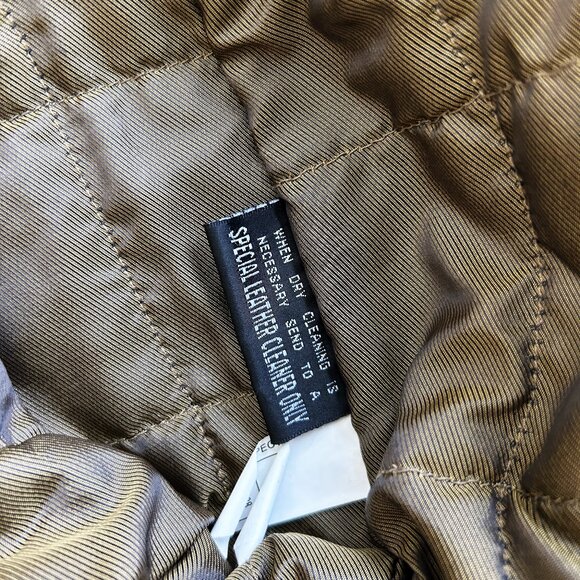 WHEN DRY CLEANING IS
NECESSARY SEND TO A
SPECIAL LEATHER CLEANER ONLY